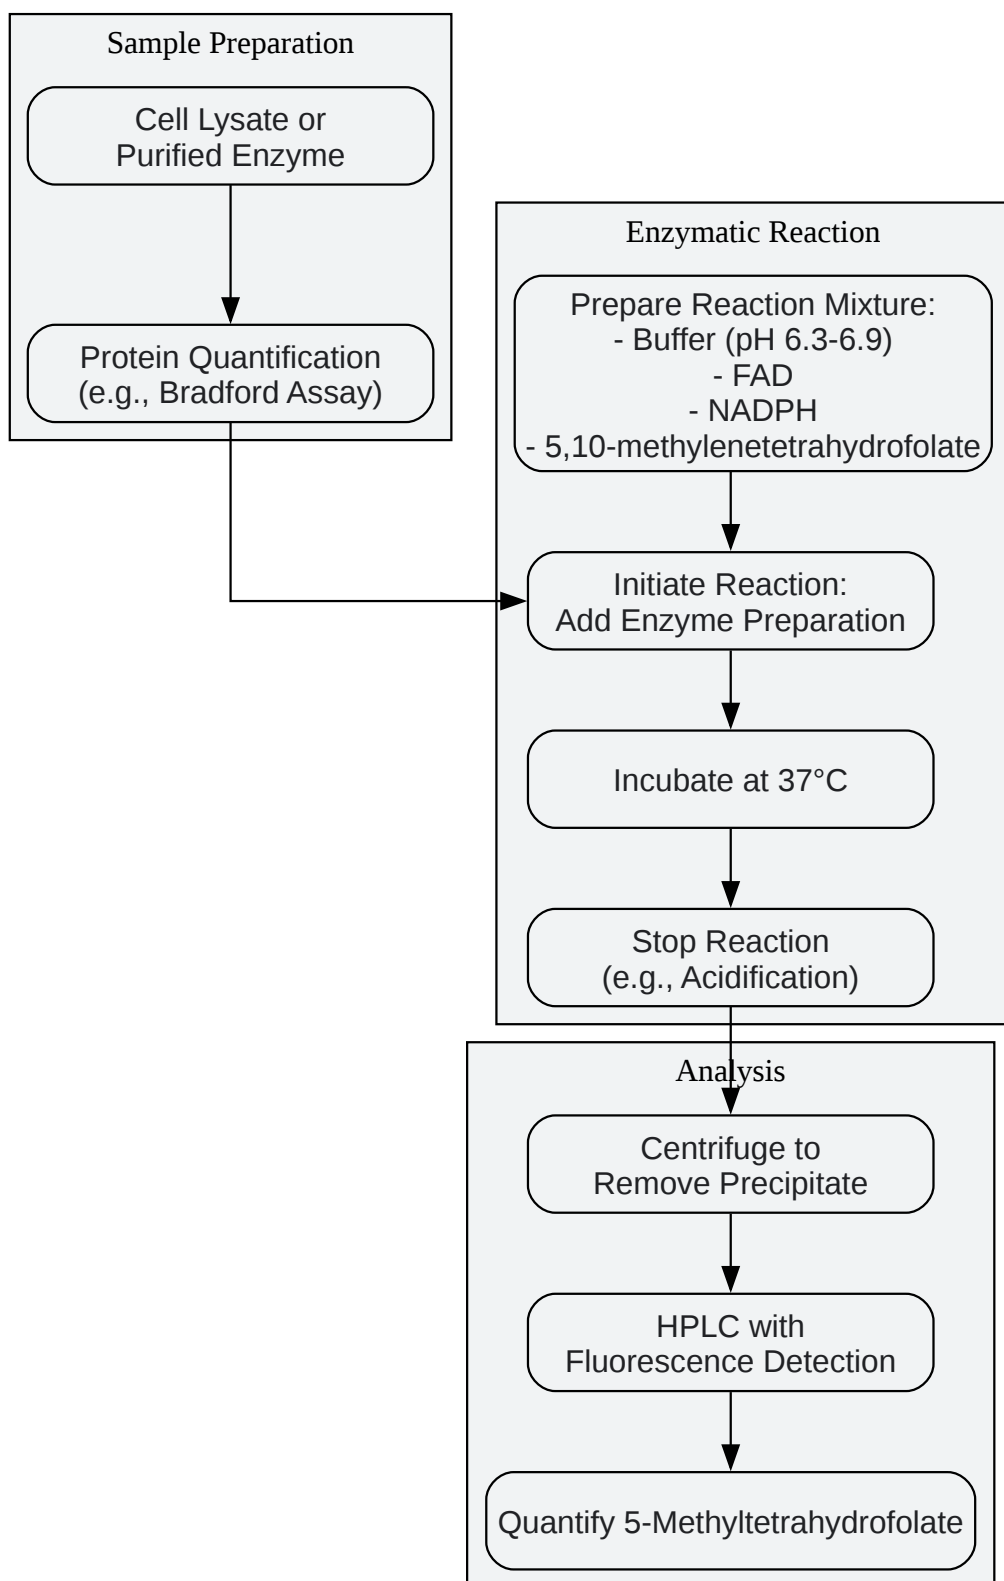 Sample Preparation
Cell Lysate or
Purified Enzyme
Protein Quantification
(e.g., Bradford Assay)
Enzymatic Reaction
Prepare Reaction Mixture:
- Buffer (pH 6.3-6.9)
- FAD
- NADPH
- 5,10-methylenetetrahydrofolate
Initiate Reaction:
Add Enzyme Preparation
Incubate at 37°C
Stop Reaction
(e.g., Acidification)
Analysis
Centrifuge to
Remove Precipitate
HPLC with
Fluorescence Detection
Quantify 5-Methyltetrahydrofolate